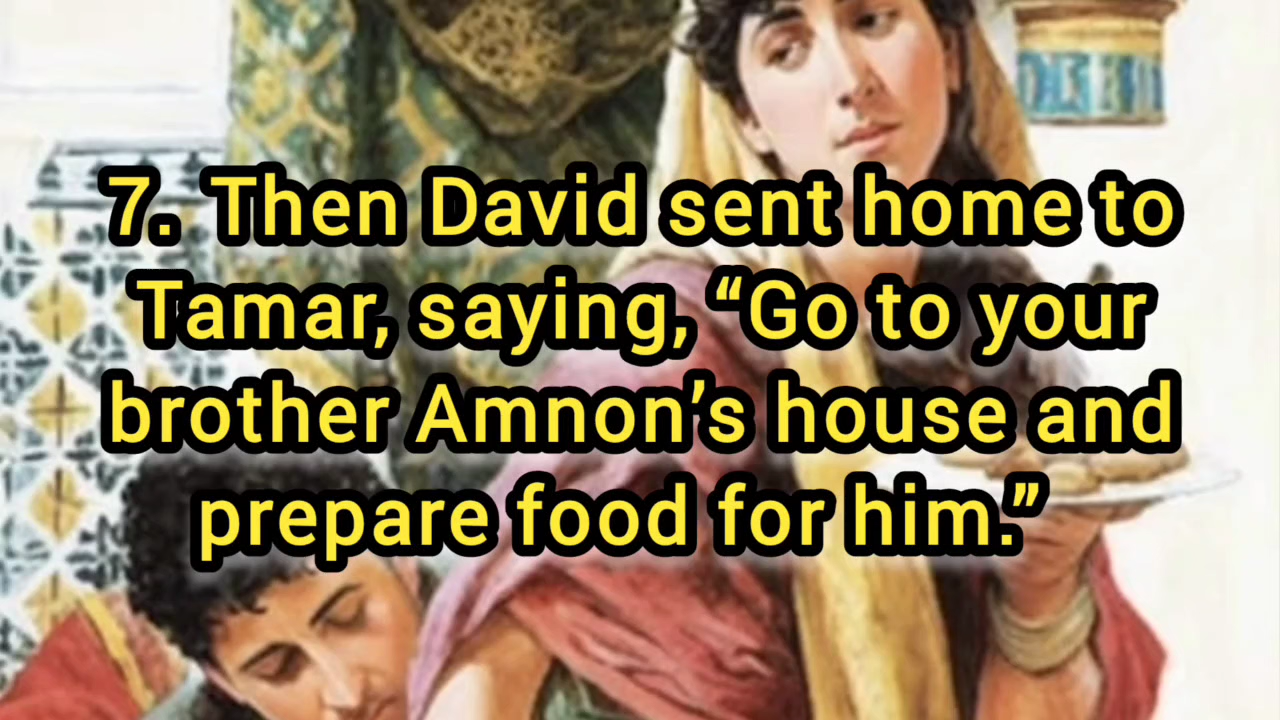 7. Then David sent home to
Tamar, saying, “Go to your
brother Amnon’s house and
prepare food for him.”